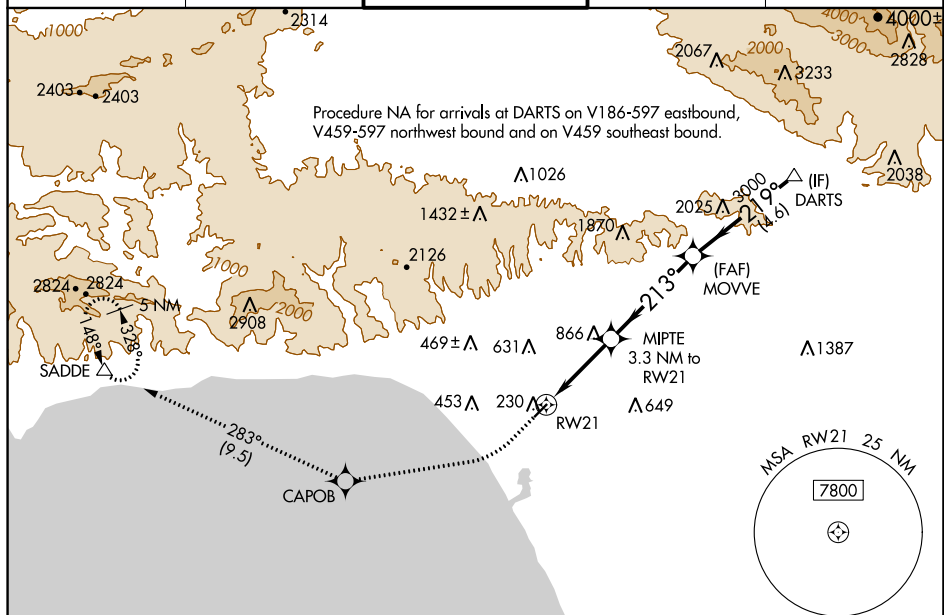 1000
2314
4000±
3000
2828
2067
2000
3233
2403
2403
Procedure NA for arrivals at DARTS on V186-597 eastbound,
V459-597 northwest bound and on V459 southeast bound.
2038
1026
(IF)
DARTS
3000
219°
(4.6)
2025
1432 ±
1870
2126
1000
(FAF)
MOVVE
213°
2824
2824
5 NM
2000
2908
148°
328°
SADDE
469 ±
631
866
MIPTE
3.3 NM to
RW21
1387
453
230
649
RW21
283°
(9.5)
CAPOB
MSA RW21 25 NM
7800